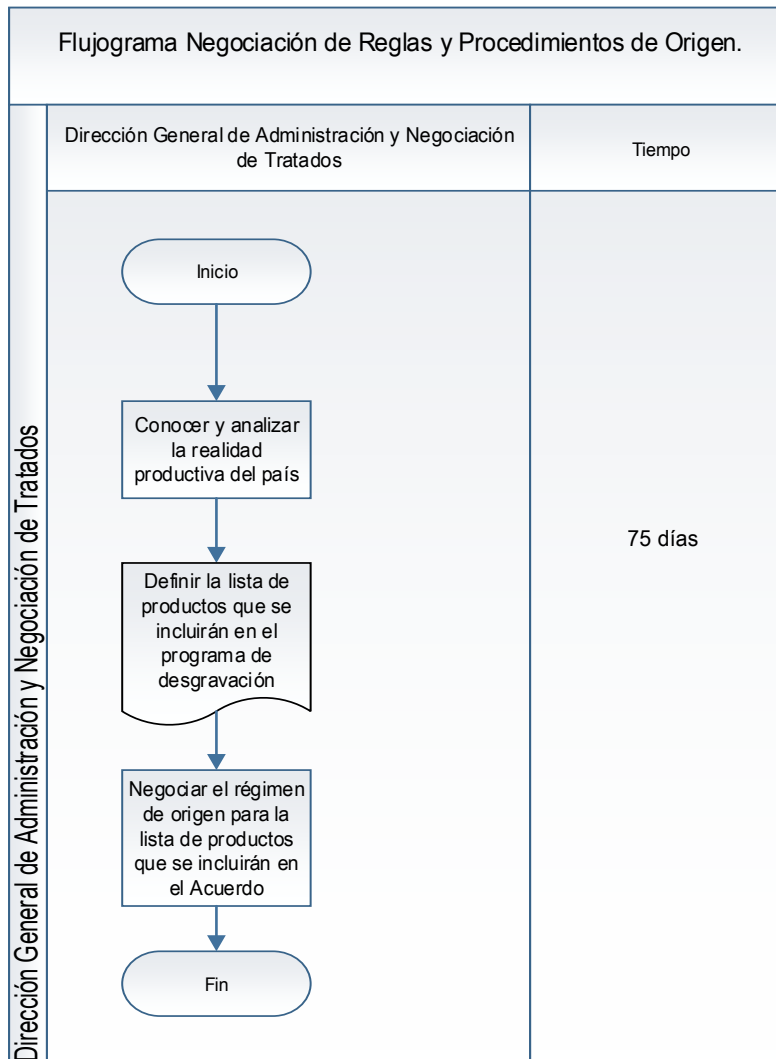 Flujograma Negociación de Reglas y Procedimientos de Origen.
Dirección General de Administración y Negociación
de Tratados
Tiempo
Dirección General de Administración y Negociación de Tratados
Inicio
Conocer y analizar
la realidad
productiva del país
75 días
Definir la lista de
productos que se
incluirán en el
programa de
desgravación
Negociar el régimen
de origen para la
lista de productos
que se incluirán en
el Acuerdo
Fin